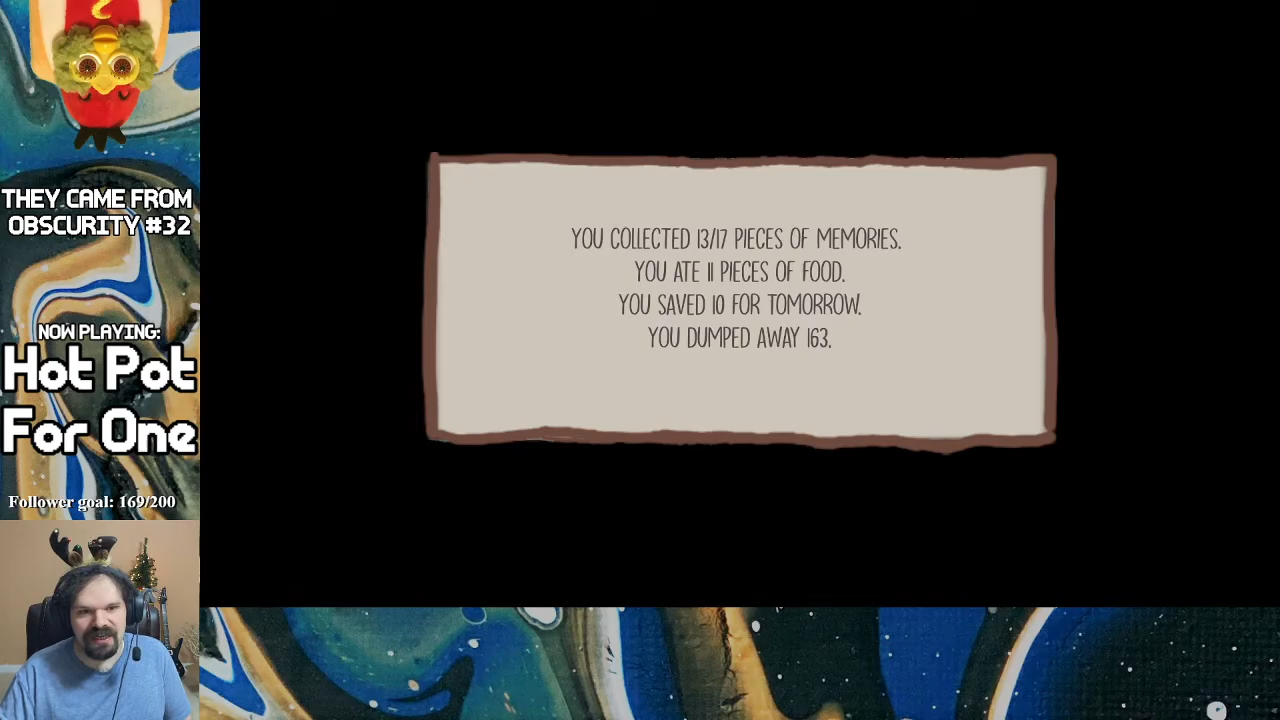 THEY CAME FROM
OBSCURITY #32
NOW PLAYING:
Hot Pot
For One
Follower goal: 169/200
YOU COLLECTED 13/17 PIECES OF MEMORIES.
YOU ATE 11 PIECES OF FOOD.
YOU SAVED 10 FOR TOMORROW.
YOU DUMPED AWAY 163.